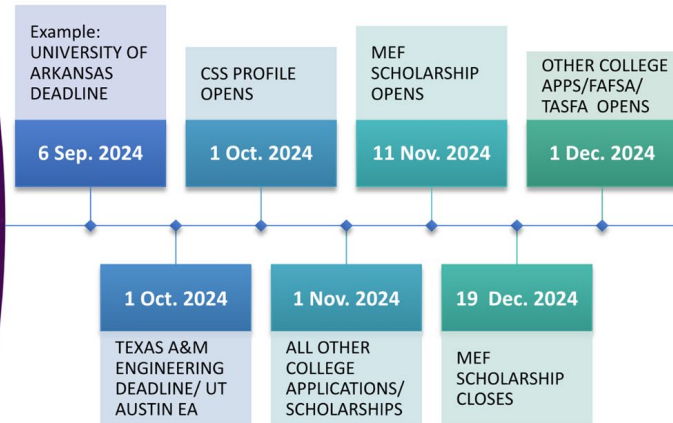 Example:
UNIVERSITY OF
ARKANSAS
DEADLINE
6 Sep. 2024
CSS PROFILE
OPENS
1 Oct. 2024
MEF
SCHOLARSHIP
OPENS
11 Nov. 2024
OTHER COLLEGE
APPS/FAFSA/
TASFA OPENS
1 Dec. 2024
1 Oct. 2024
TEXAS A&M
ENGINEERING
DEADLINE/ UT
AUSTIN EA
1 Nov. 2024
ALL OTHER
COLLEGE
APPLICATIONS/
SCHOLARSHIPS
19 Dec. 2024
MEF
SCHOLARSHIP
CLOSES